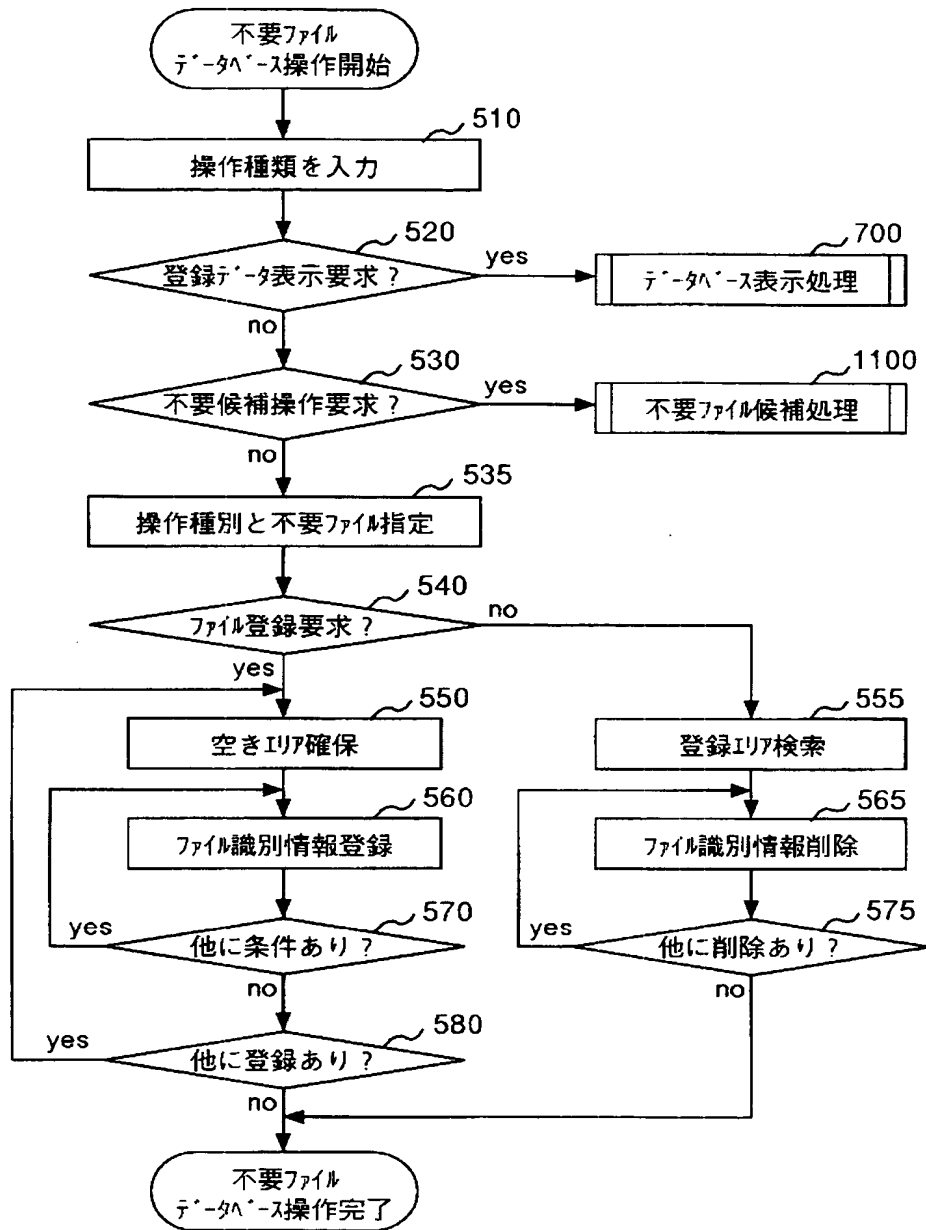 不要ファイル
データベース操作開始
510
操作種類を入力
520
登録データ表示要求?
yes
no
700
データベース表示処理
530
不要候補操作要求?
yes
no
1100
不要ファイル候補処理
535
操作種別と不要ファイル指定
540
ファイル登録要求?
no
yes
550
空きエリア確保
555
登録エリア検索
560
ファイル識別情報登録
565
ファイル識別情報削除
570
yes
他に条件あり?
no
575
yes
他に削除あり?
no
580
yes
他に登録あり?
no
不要ファイル
データベース操作完了